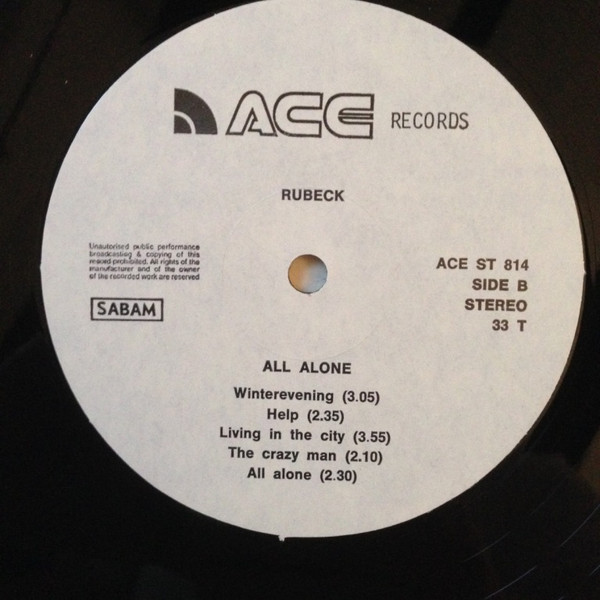 ACE RECORDS
RUBECK
Unautorised public performance
broadcasting & copying of this
record prohibited. All rights of the
manufacturer and of the owner
of the recorded work are reserved
SABAM
ACE ST 814
SIDE B
STEREO
33 T
ALL ALONE
Winterevening (3.05)
Help (2.35)
Living in the city (3.55)
The crazy man (2.10)
All alone (2.30)